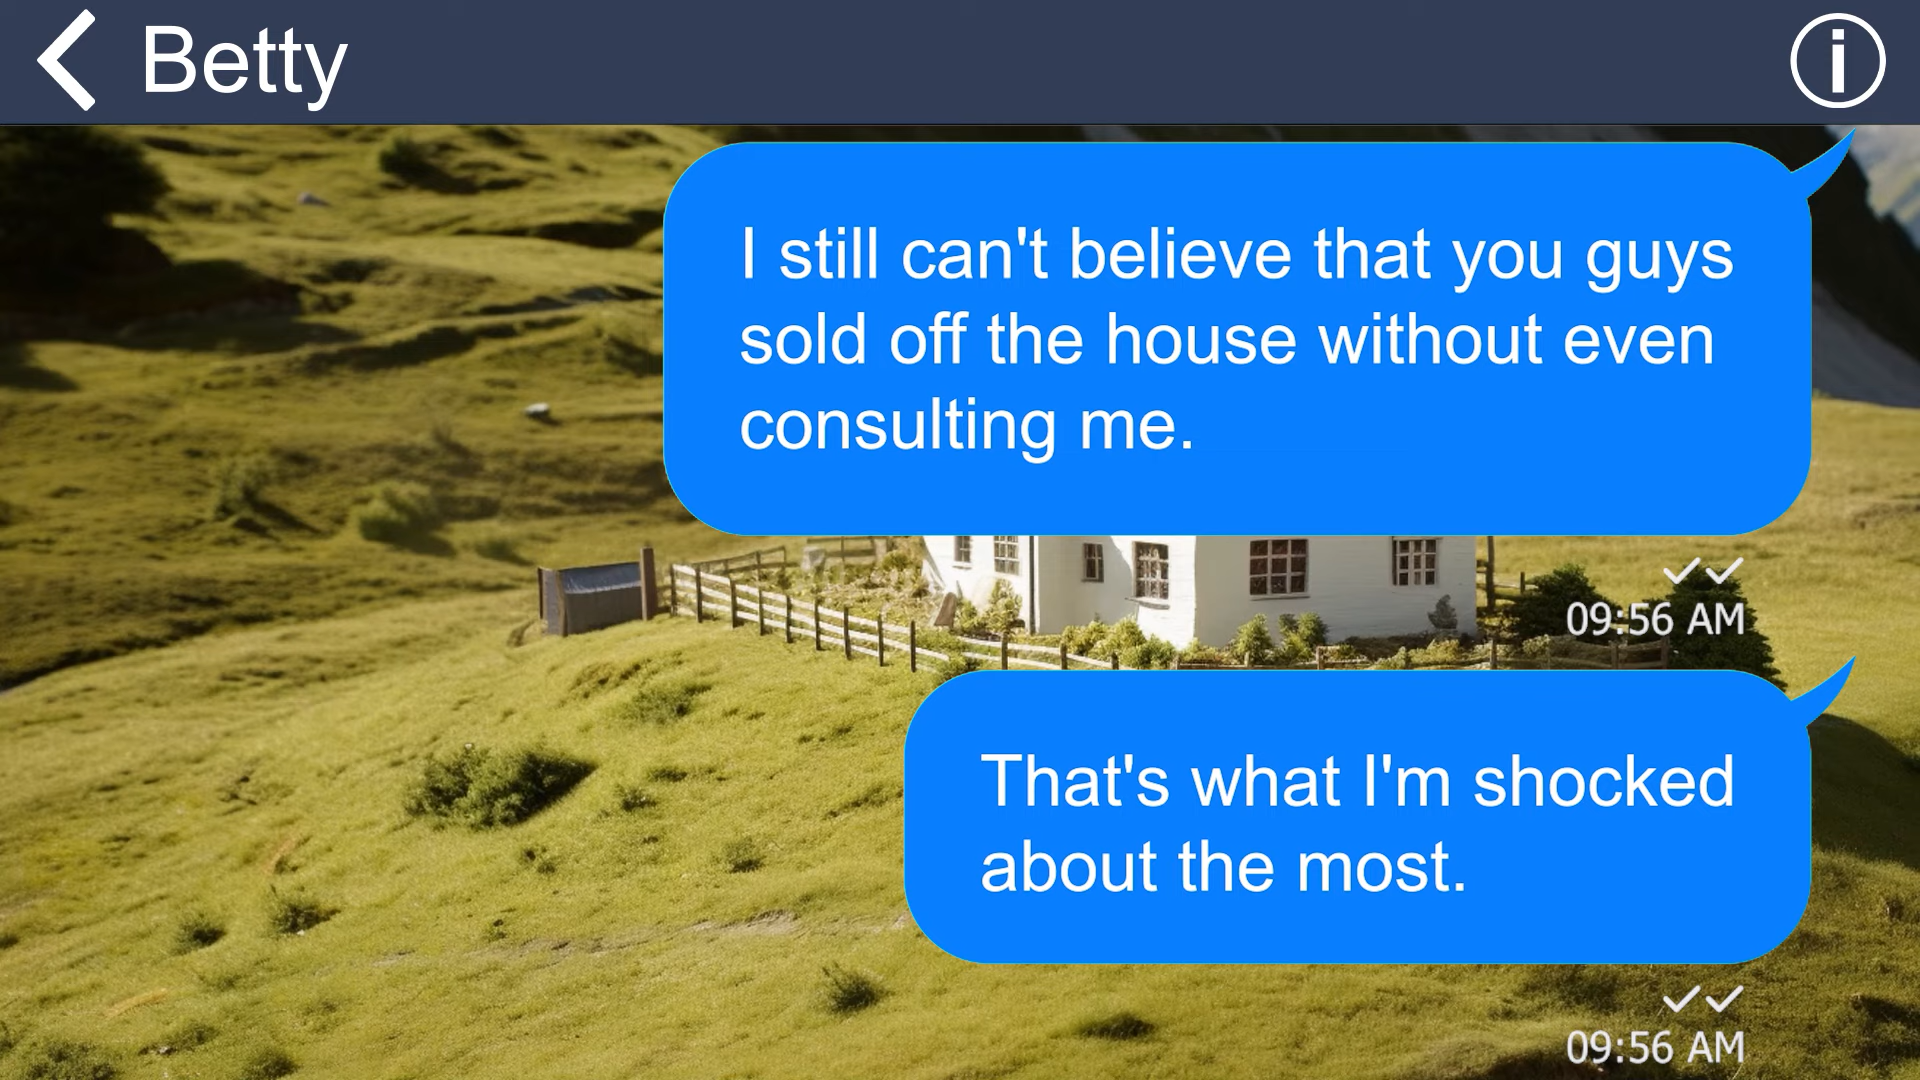 Betty
I still can't believe that you guys
sold off the house without even
consulting me.
09:56 AM
That's what I'm shocked
about the most.
09:56 AM